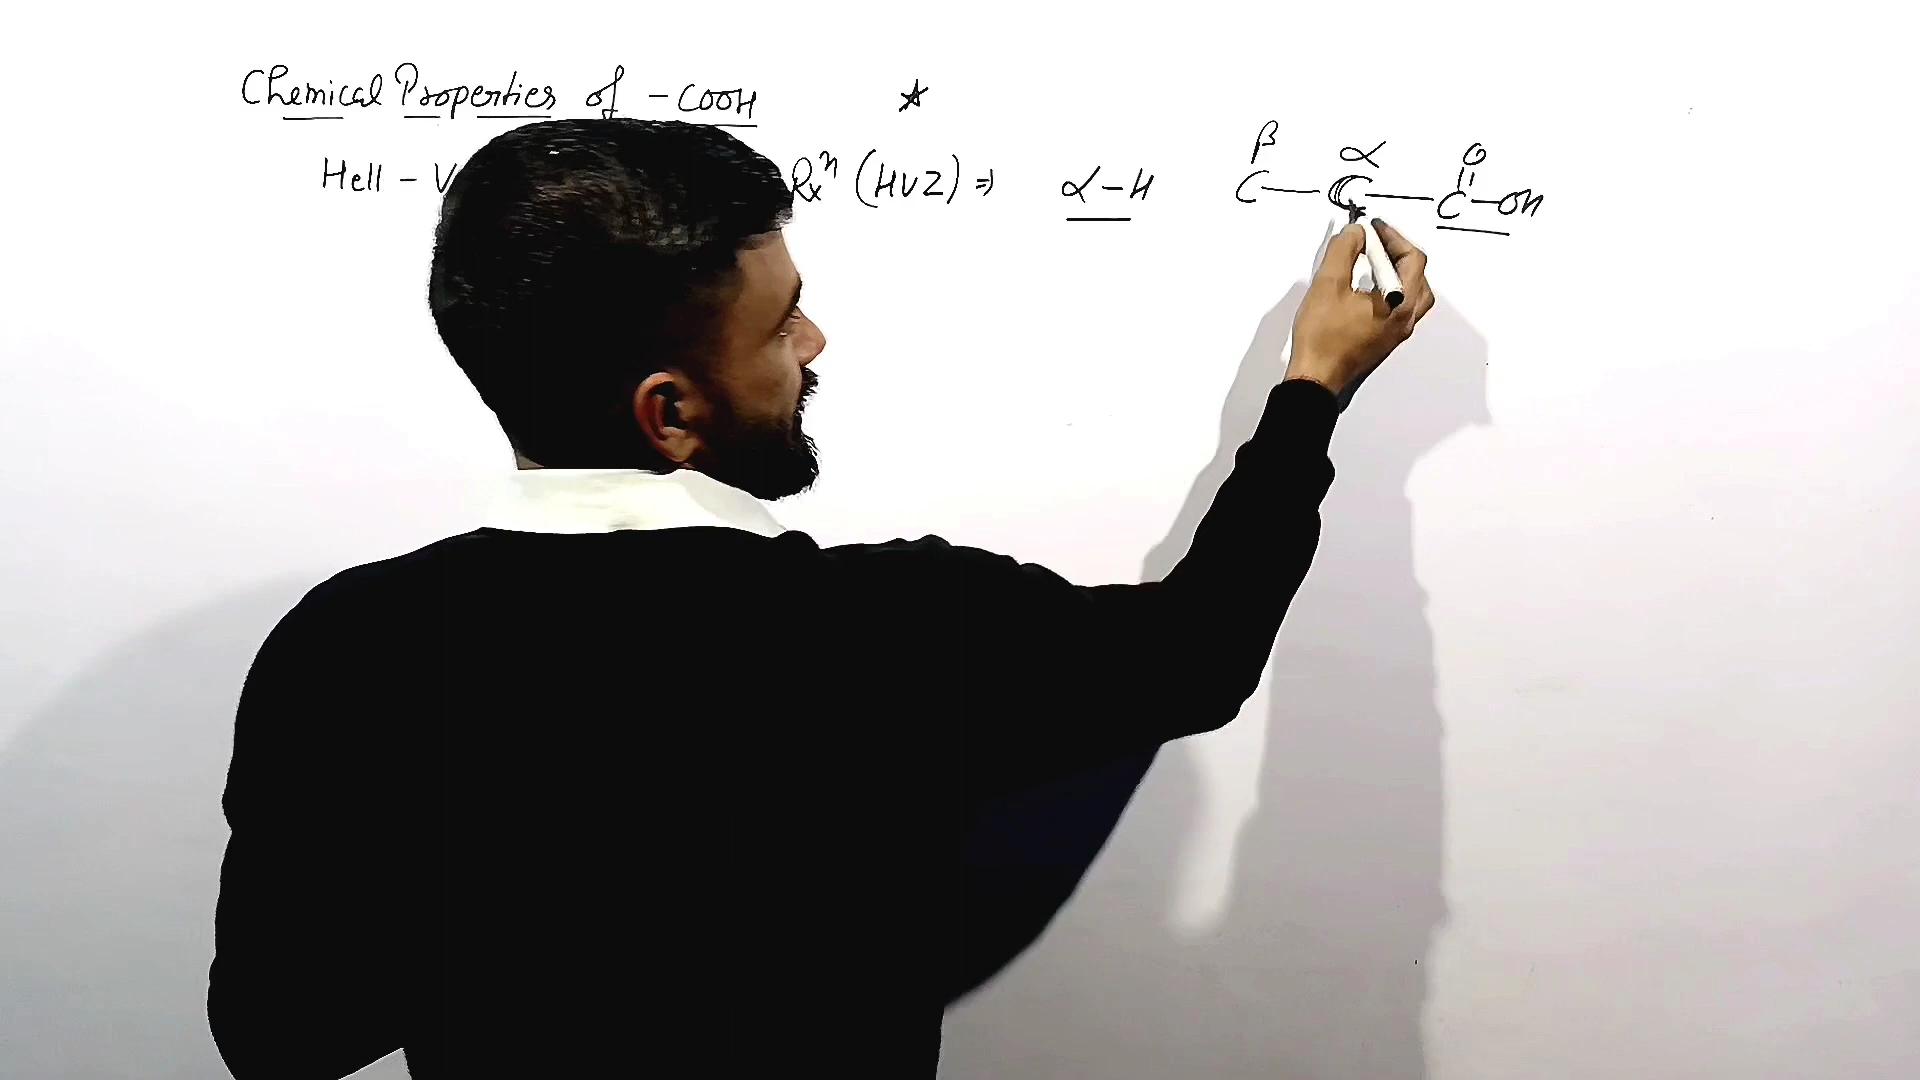 Chemical Properties of -COOH ★
Hell - V Rxⁿ (HVZ) ⇒ α-H
β α O
C — C — C - OH